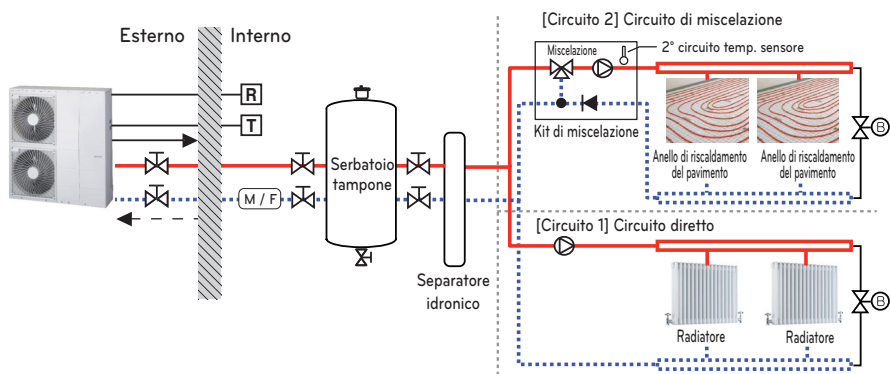 [Circuito 2] Circuito di miscelazione
Esterno
Interno
Miscelazione
2° circuito temp. sensore
R
T
Kit di miscelazione
Serbatoio
tampone
M / F
Anello di riscaldamento
del pavimento
Anello di riscaldamento
del pavimento
B
[Circuito 1] Circuito diretto
Separatore
idronico
Radiatore
Radiatore
B